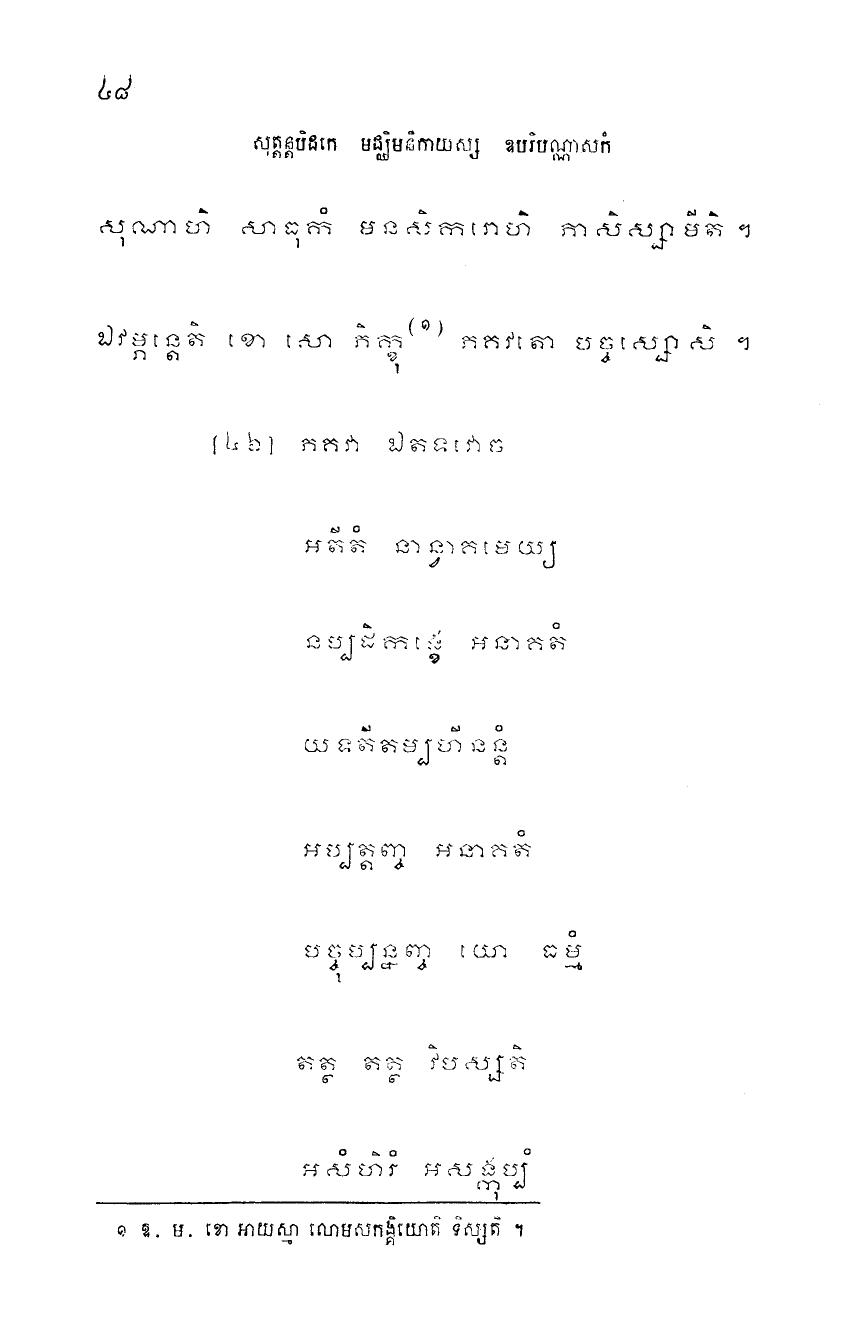 ៤៨
សុត្តន្តបិដកេ មជ្ឈិមនិកាយស្ស ឧបរិបណ្ណាសកំ
សុណាហិ សាធុកំ មនសិករោហិ ភាសិស្សាមីតិ ។
ឯវម្ភន្តេតិ ខោ សោ ភិក្ខុ(១) ភគវតោ បច្ចស្សោសិ ។
[៤៦] ភគវា ឯតទវោច
អតីតំ នាន្វាគមេយ្យ
នប្បដិកង្ខេ អនាគតំ
យទតីតម្បហីនន្តំ
អប្បត្តញ្ច អនាគតំ
បច្ចុប្បន្នញ្ច យោ ធម្មំ
តត្ថ តត្ថ វិបស្សតិ
អសំហិរំ អសង្កុប្បំ
១ ឱ. ម. ខោ អាយស្មា លោមសកង្គិយោតិ ទិស្សតិ ។